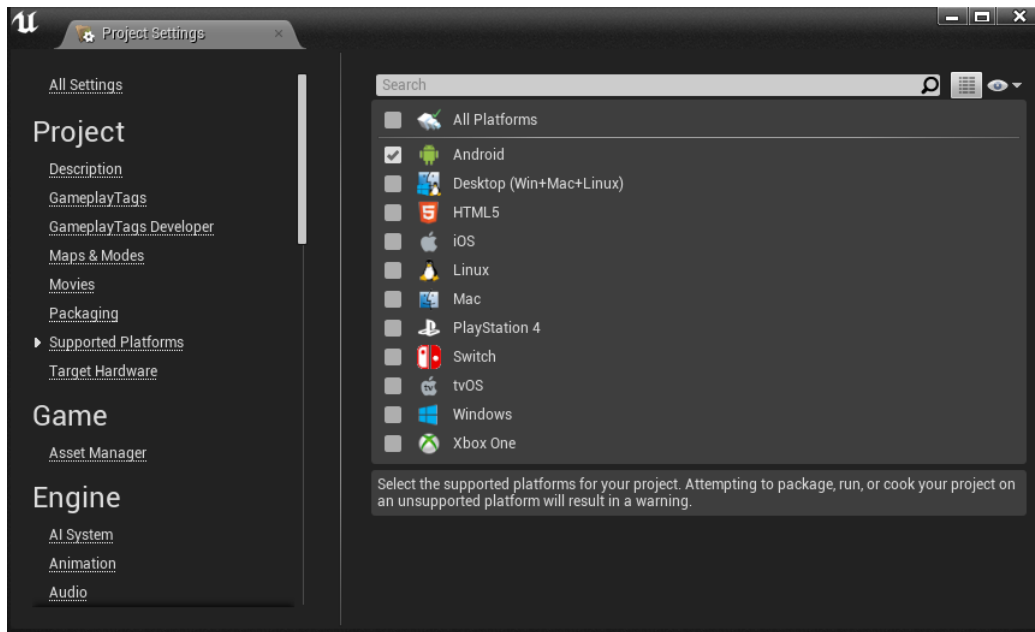 Project Settings
All Settings
Project
Description
GameplayTags
GameplayTags Developer
Maps & Modes
Movies
Packaging
Supported Platforms
Target Hardware
Game
Asset Manager
Engine
AI System
Animation
Audio
Search
All Platforms
Android
Desktop (Win+Mac+Linux)
HTML5
iOS
Linux
Mac
PlayStation 4
Switch
tvOS
Windows
Xbox One
Select the supported platforms for your project. Attempting to package, run, or cook your project on
an unsupported platform will result in a warning.